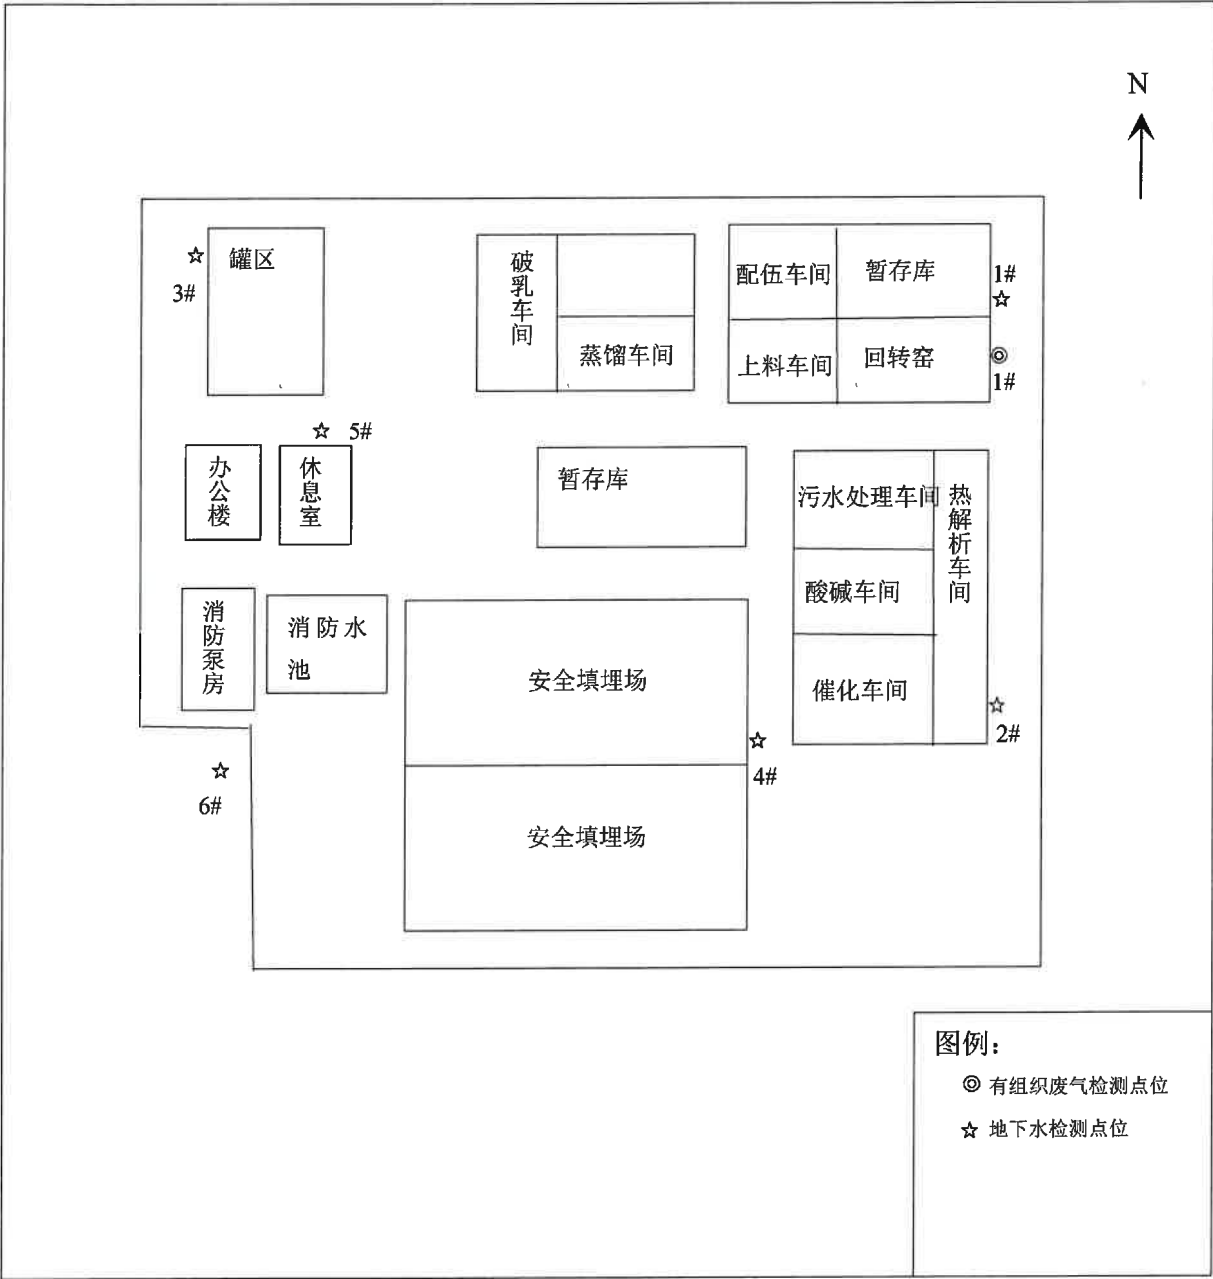 N
罐区
3#
破乳车间
蒸馏车间
配伍车间
暂存库
1#
上料车间
回转窑
1#
5#
办公楼
休息室
暂存库
污水处理车间
热解析车间
酸碱车间
催化车间
2#
消防泵房
消防水
池
安全填埋场
4#
6#
安全填埋场
图例：
有组织废气检测点位
地下水检测点位